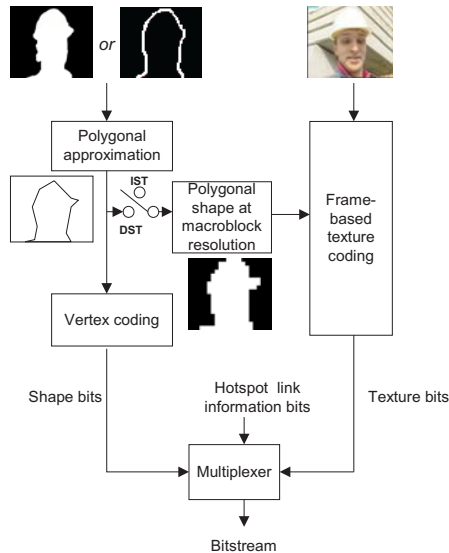 or
Polygonal
approximation
IST
DST
Polygonal
shape at
macroblock
resolution
Frame-
based
texture
coding
Vertex coding
Shape bits
Hotspot link
information bits
Texture bits
Multiplexer
Bitstream